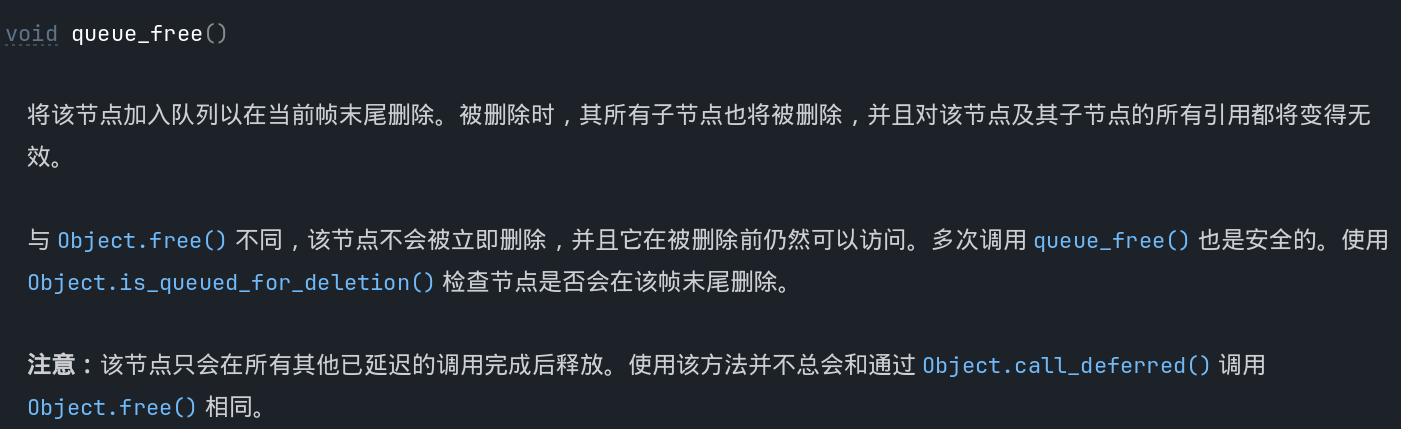 void queue_free()
将该节点加入队列以在当前帧末尾删除。被删除时，其所有子节点也将被删除，并且对该节点及其子节点的所有引用都将变得无
效。
与 Object.free() 不同，该节点不会被立即删除，并且它在被删除前仍然可以访问。多次调用 queue_free() 也是安全的。使用
Object.is_queued_for_deletion() 检查节点是否会在该帧末尾删除。
注意：该节点只会在所有其他已延迟的调用完成后释放。使用该方法并不总会和通过 Object.call_deferred() 调用
Object.free() 相同。